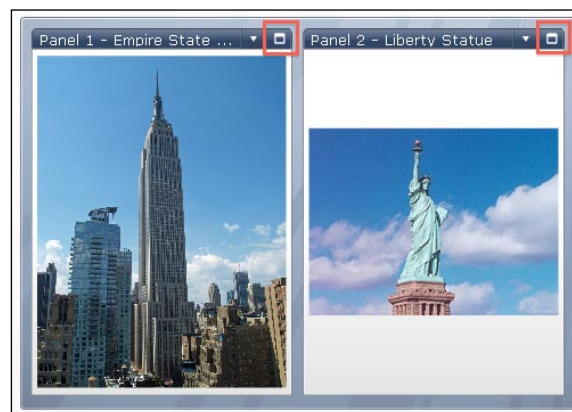 Panel 1 - Empire State ...
Panel 2 - Liberty Statue